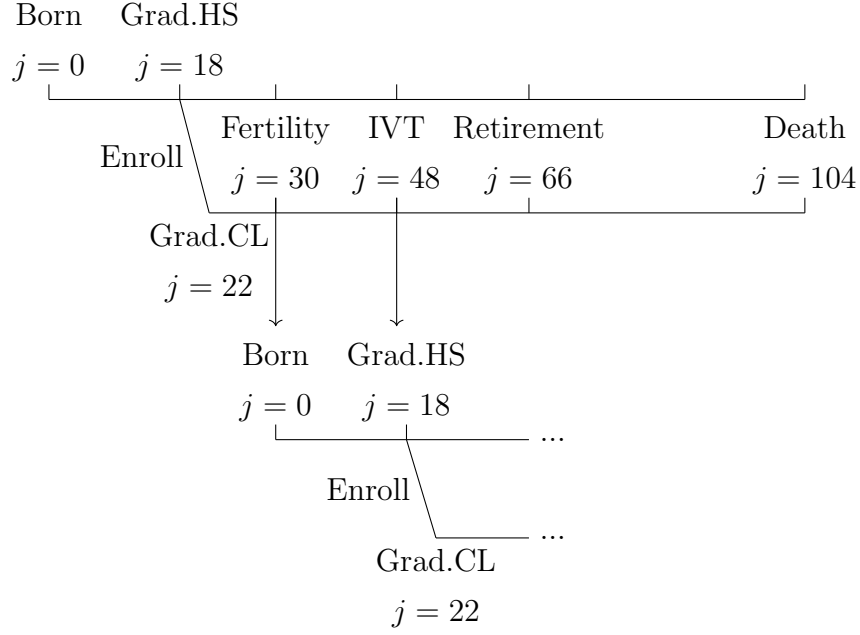 Born Grad.HS
j = 0 j = 18
Fertility IVT Retirement Death
Enroll
j = 30 j = 48 j = 66 j = 104
Grad.CL
j = 22
Born Grad.HS
j = 0 j = 18
...
Enroll
...
Grad.CL
j = 22